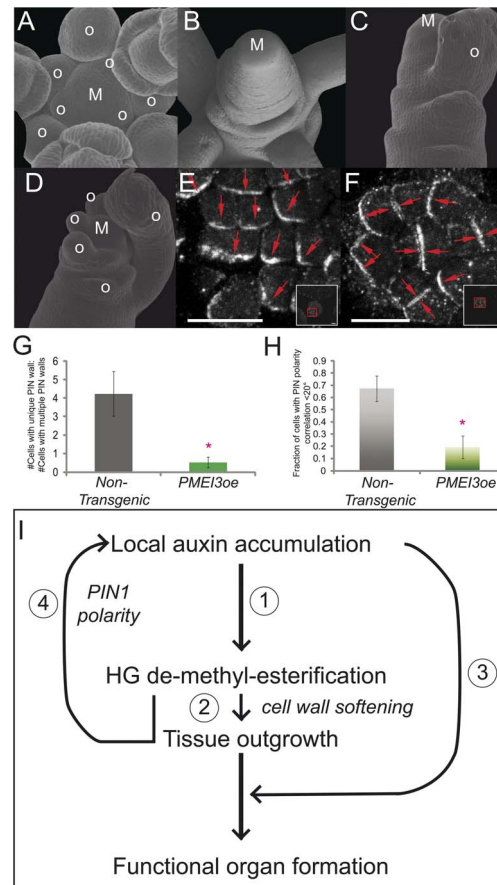 A
O
O
O
M
O
O
O
B
M
C
M
O
D
O
O
O
M
O
O
E
F
G
#Cells with unique PIN wall:
#Cells with multiple PIN walls
6
5
4
3
2
1
0
*
Non-
Transgenic
PMEI3oe
H
Fraction of cells with PIN polarity
correlation <20°
0.9
0.8
0.7
0.6
0.5
0.4
0.3
0.2
0.1
0
*
Non-
Transgenic
PMEI3oe
I
Local auxin accumulation
4
PIN1
polarity
1
3
HG de-methyl-esterification
2
cell wall softening
Tissue outgrowth
Functional organ formation